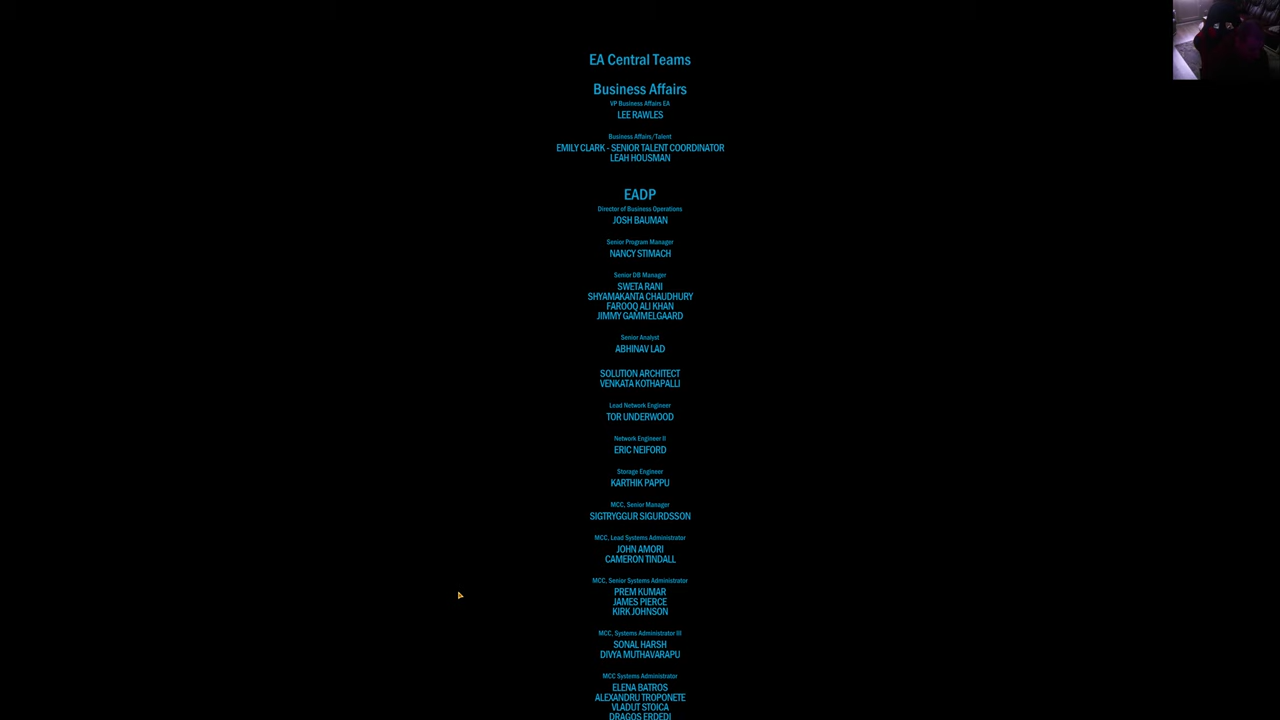 EA Central Teams
Business Affairs
VP Business Affairs EA
LEE RAWLES
Business Affairs/Talent
EMILY CLARK - SENIOR TALENT COORDINATOR
LEAH HOUSMAN
EADP
Director of Business Operations
JOSH BAUMAN
Senior Program Manager
NANCY STIMACH
Senior DB Manager
SWETA RANI
SHYAMAKANTA CHAUDHURY
FAROOQ ALI KHAN
JIMMY GAMMELGAARD
Senior Analyst
ABHINAV LAD
SOLUTION ARCHITECT
VENKATA KOTHAPALLI
Lead Network Engineer
TOR UNDERWOOD
Network Engineer II
ERIC NEIFORD
Storage Engineer
KARTHIK PAPPU
MCC, Senior Manager
SIGTRYGGUR SIGURDSSON
MCC, Lead Systems Administrator
JOHN AMORI
CAMERON TINDALL
MCC, Senior Systems Administrator
PREM KUMAR
JAMES PIERCE
KIRK JOHNSON
MCC, Systems Administrator III
SONAL HARSH
DIVYA MUTHAVARAPU
MCC Systems Administrator
ELENA BATROS
ALEXANDRU TROPONETE
VLADUT STOICA
DRAGOS ERDEDI